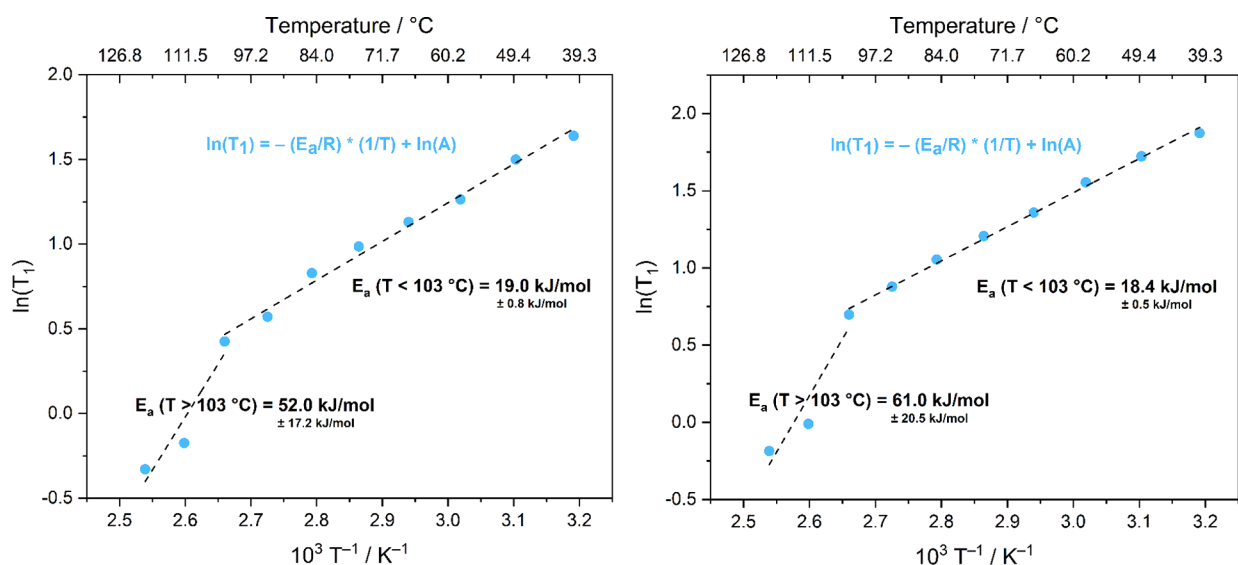 Temperature / °C
126.8 111.5 97.2 84.0 71.7 60.2 49.4 39.3
2.0
1.5
1.0
0.5
0.0
-0.5
ln(T₁)
ln(T₁) = – (Eₐ/R) * (1/T) + ln(A)
Eₐ (T < 103 °C) = 19.0 kJ/mol
± 0.8 kJ/mol
Eₐ (T > 103 °C) = 52.0 kJ/mol
± 17.2 kJ/mol
2.5 2.6 2.7 2.8 2.9 3.0 3.1 3.2
10³ T⁻¹ / K⁻¹
Temperature / °C
126.8 111.5 97.2 84.0 71.7 60.2 49.4 39.3
2.0
1.5
1.0
0.5
0.0
-0.5
ln(T₁)
ln(T₁) = – (Eₐ/R) * (1/T) + ln(A)
Eₐ (T < 103 °C) = 18.4 kJ/mol
± 0.5 kJ/mol
Eₐ (T > 103 °C) = 61.0 kJ/mol
± 20.5 kJ/mol
2.5 2.6 2.7 2.8 2.9 3.0 3.1 3.2
10³ T⁻¹ / K⁻¹